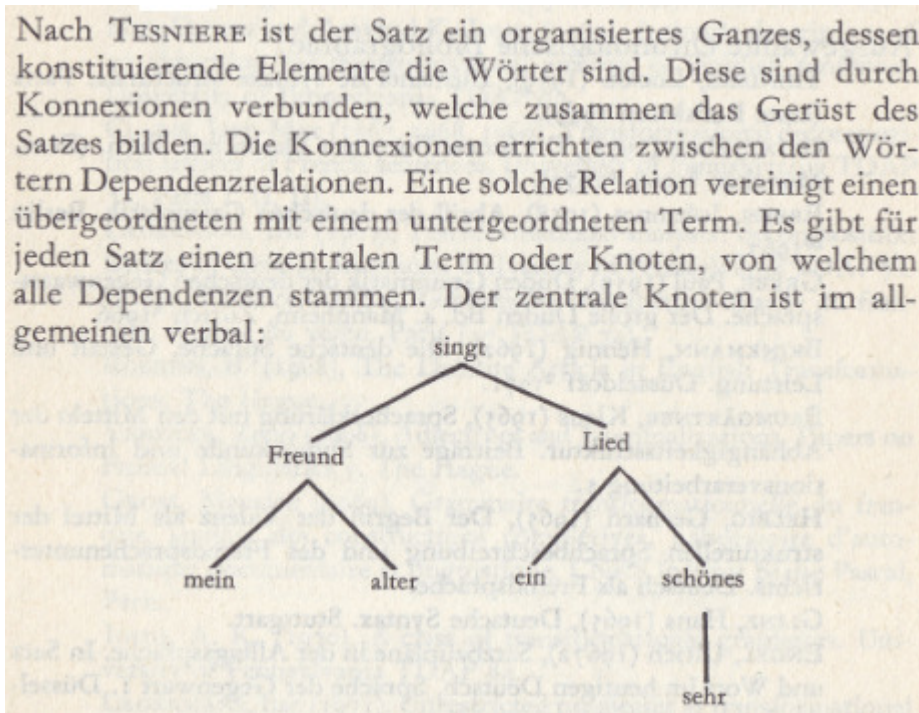 Nach TESNIERE ist der Satz ein organisiertes Ganzes, dessen
konstituierende Elemente die Wörter sind. Diese sind durch
Konnexionen verbunden, welche zusammen das Gerüst des
Satzes bilden. Die Konnexionen errichten zwischen den Wör-
tern Dependenzrelationen. Eine solche Relation vereinigt einen
übergeordneten mit einem untergeordneten Term. Es gibt für
jeden Satz einen zentralen Term oder Knoten, von welchem
alle Dependenzen stammen. Der zentrale Knoten ist im all-
gemeinen verbal:
singt
Freund Lied
mein alter ein schönes
sehr